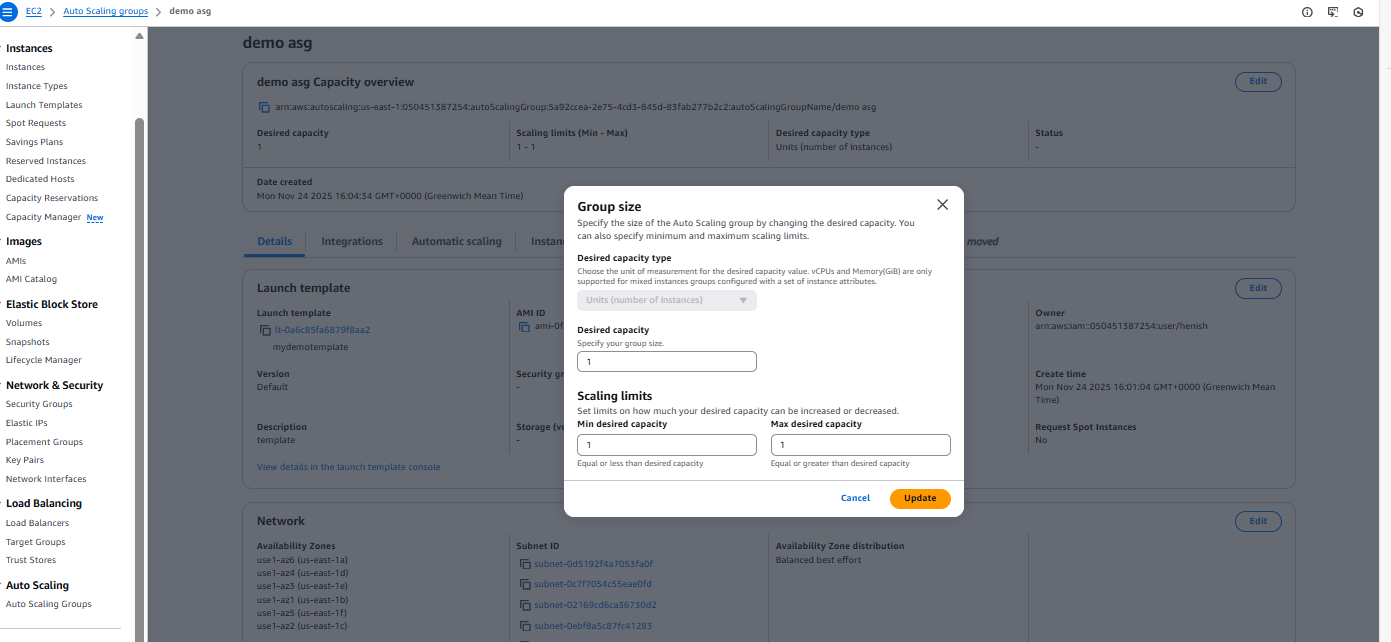 EC2 > Auto Scaling groups > demo asg
Instances
Instances
Instance Types
Launch Templates
Spot Requests
Savings Plans
Reserved Instances
Dedicated Hosts
Capacity Reservations
Capacity Manager New
Images
AMIs
AMI Catalog
Elastic Block Store
Volumes
Snapshots
Lifecycle Manager
Network & Security
Security Groups
Elastic IPs
Placement Groups
Key Pairs
Network Interfaces
Load Balancing
Load Balancers
Target Groups
Trust Stores
Auto Scaling
Auto Scaling Groups
demo asg
demo asg Capacity overview
Edit
arn:aws:autoscaling:us-east-1:050451387254:autoScalingGroup:5a92ccea-2e75-4cd3-845d-83fab277b2c2:autoScalingGroupName/demo asg
Desired capacity
1
Scaling limits (Min - Max)
1 - 1
Desired capacity type
Units (number of instances)
Status
-
Date created
Mon Nov 24 2025 16:04:34 GMT+0000 (Greenwich Mean Time)
Details
Integrations
Automatic scaling
Instan
moved
Launch template
Edit
Launch template
lt-0a6c85fa6879f8aa2
mydemotemplate
AMI ID
ami-0f
Owner
arn:aws:iam::050451387254:user/henish
Version
Default
Security gr
-
Create time
Mon Nov 24 2025 16:01:04 GMT+0000 (Greenwich Mean
Time)
Description
template
Storage (vo
-
Request Spot Instances
No
View details in the launch template console
Network
Edit
Availability Zones
use1-az6 (us-east-1a)
use1-az4 (us-east-1d)
use1-az3 (us-east-1e)
use1-az1 (us-east-1b)
use1-az5 (us-east-1f)
use1-az2 (us-east-1c)
Subnet ID
subnet-0d5192f4a7053fa0f
subnet-0c7f7054c55eae0fd
subnet-02169cd6ca36730d2
subnet-0ebf8a5c87fc41283
Availability Zone distribution
Balanced best effort
Group size
Specify the size of the Auto Scaling group by changing the desired capacity. You
can also specify minimum and maximum scaling limits.
Desired capacity type
Choose the unit of measurement for the desired capacity value. vCPUs and Memory(GiB) are only
supported for mixed instances groups configured with a set of instance attributes.
Units (number of instances)
Desired capacity
Specify your group size.
1
Scaling limits
Set limits on how much your desired capacity can be increased or decreased.
Min desired capacity
1
Equal or less than desired capacity
Max desired capacity
1
Equal or greater than desired capacity
Cancel
Update